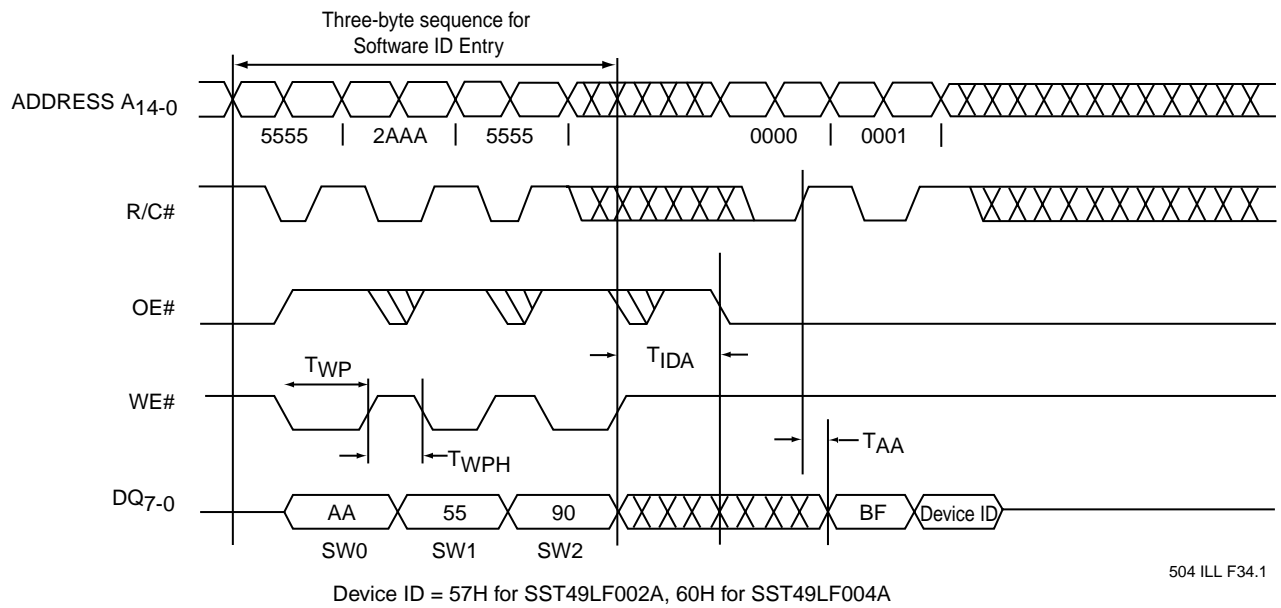 Three-byte sequence for
Software ID Entry
ADDRESS A14-0
5555 2AAA 5555 0000 0001
R/C#
OE#
TIDA
TWP
WE#
TAA
TWPH
DQ7-0
AA 55 90 BF Device ID
SW0 SW1 SW2
504 ILL F34.1
Device ID = 57H for SST49LF002A, 60H for SST49LF004A